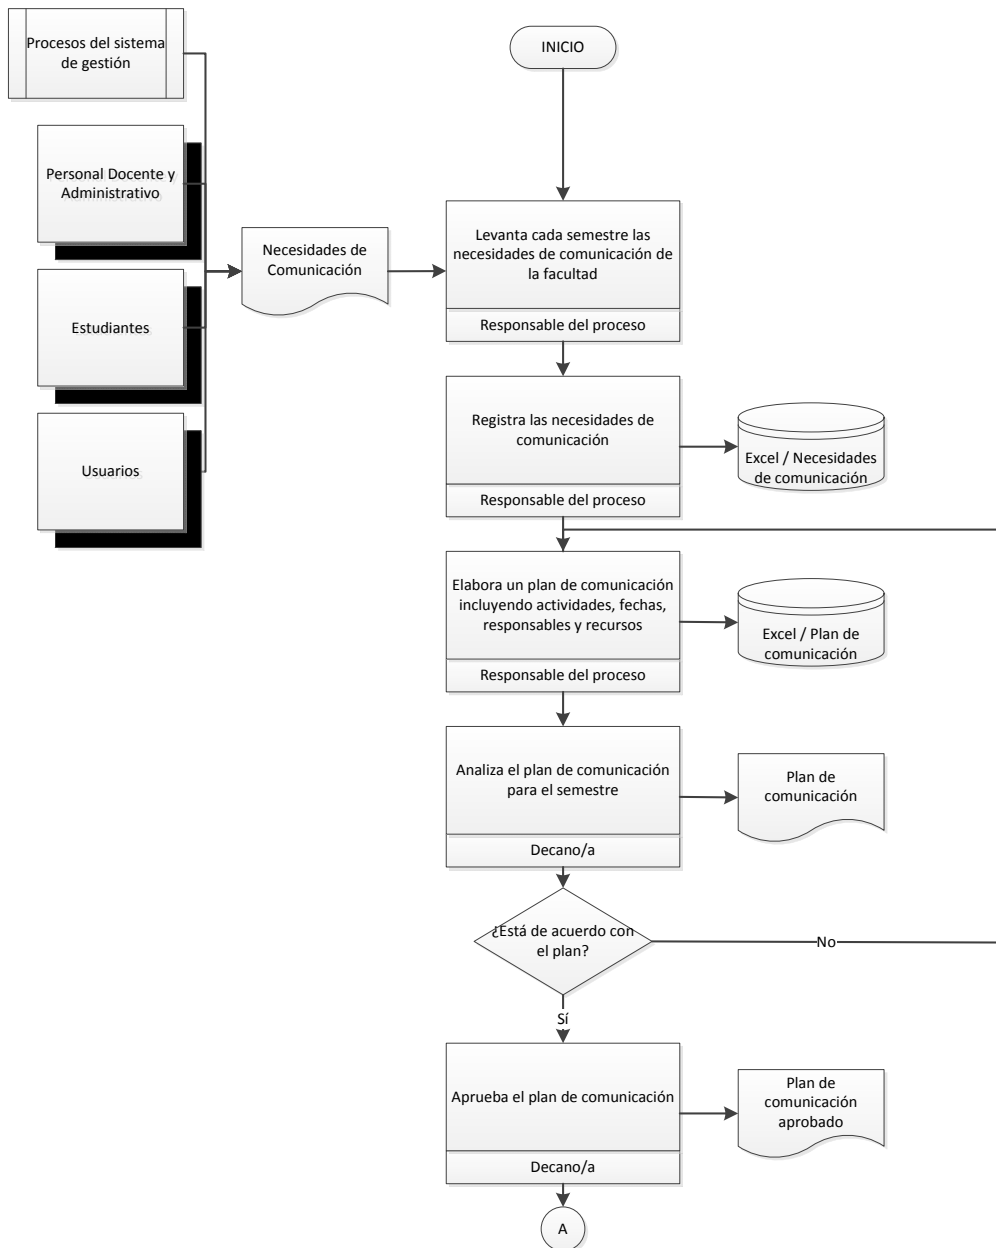 Procesos del sistema
de gestión
INICIO
Personal Docente y
Administrativo
Necesidades de
Comunicación
Levanta cada semestre las
necesidades de comunicación de
la facultad
Responsable del proceso
Estudiantes
Registra las necesidades de
comunicación
Responsable del proceso
Excel / Necesidades
de comunicación
Usuarios
Elabora un plan de comunicación
incluyendo actividades, fechas,
responsables y recursos
Responsable del proceso
Excel / Plan de
comunicación
Analiza el plan de comunicación
para el semestre
Decano/a
Plan de
comunicación
¿Está de acuerdo con
el plan?
No
Sí
Aprueba el plan de comunicación
Decano/a
Plan de
comunicación
aprobado
A